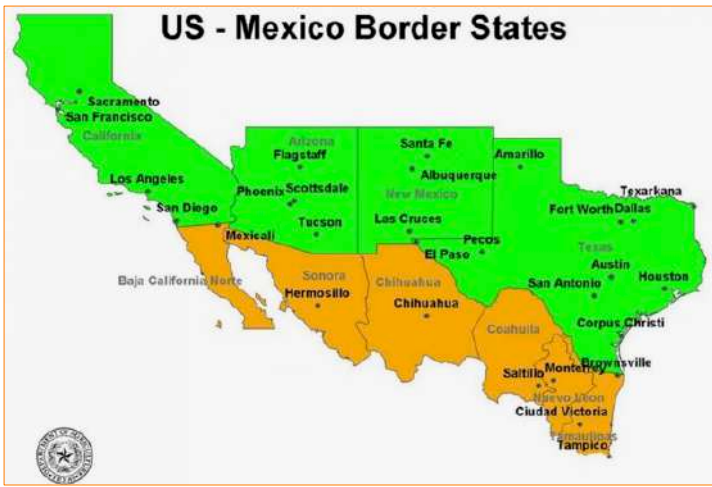 US - Mexico Border States
Sacramento
San Francisco
California
Los Angeles
San Diego
Mexicali
Arizona
Flagstaff
Phoenix
Scottsdale
Tucson
Santa Fe
Albuquerque
New Mexico
Las Cruces
El Paso
Pecos
Amarillo
Texarkana
Fort Worth
Dallas
Texas
Austin
San Antonio
Houston
Corpus Christi
Brownsville
Baja California Norte
Sonora
Hermosillo
Chihuahua
Chihuahua
Coahuila
Saltillo
Monterrey
Nuevo Leon
Ciudad Victoria
Tamaulipas
Tampico